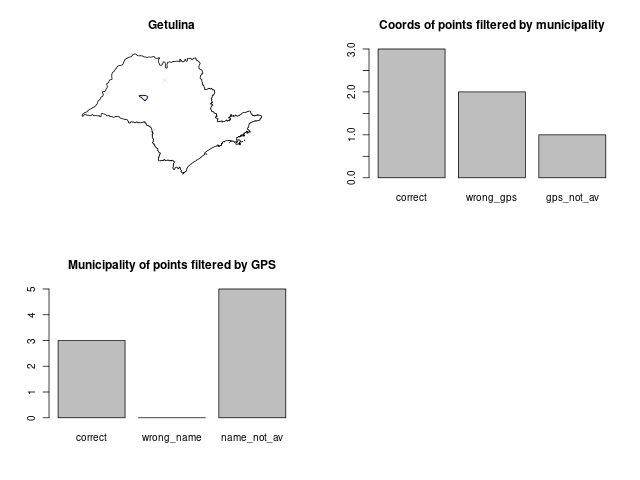 Getulina
Coords of points filtered by municipality
3.0
2.0
1.0
0.0
correct wrong_gps gps_not_av
Municipality of points filtered by GPS
5
4
3
2
1
0
correct wrong_name name_not_av